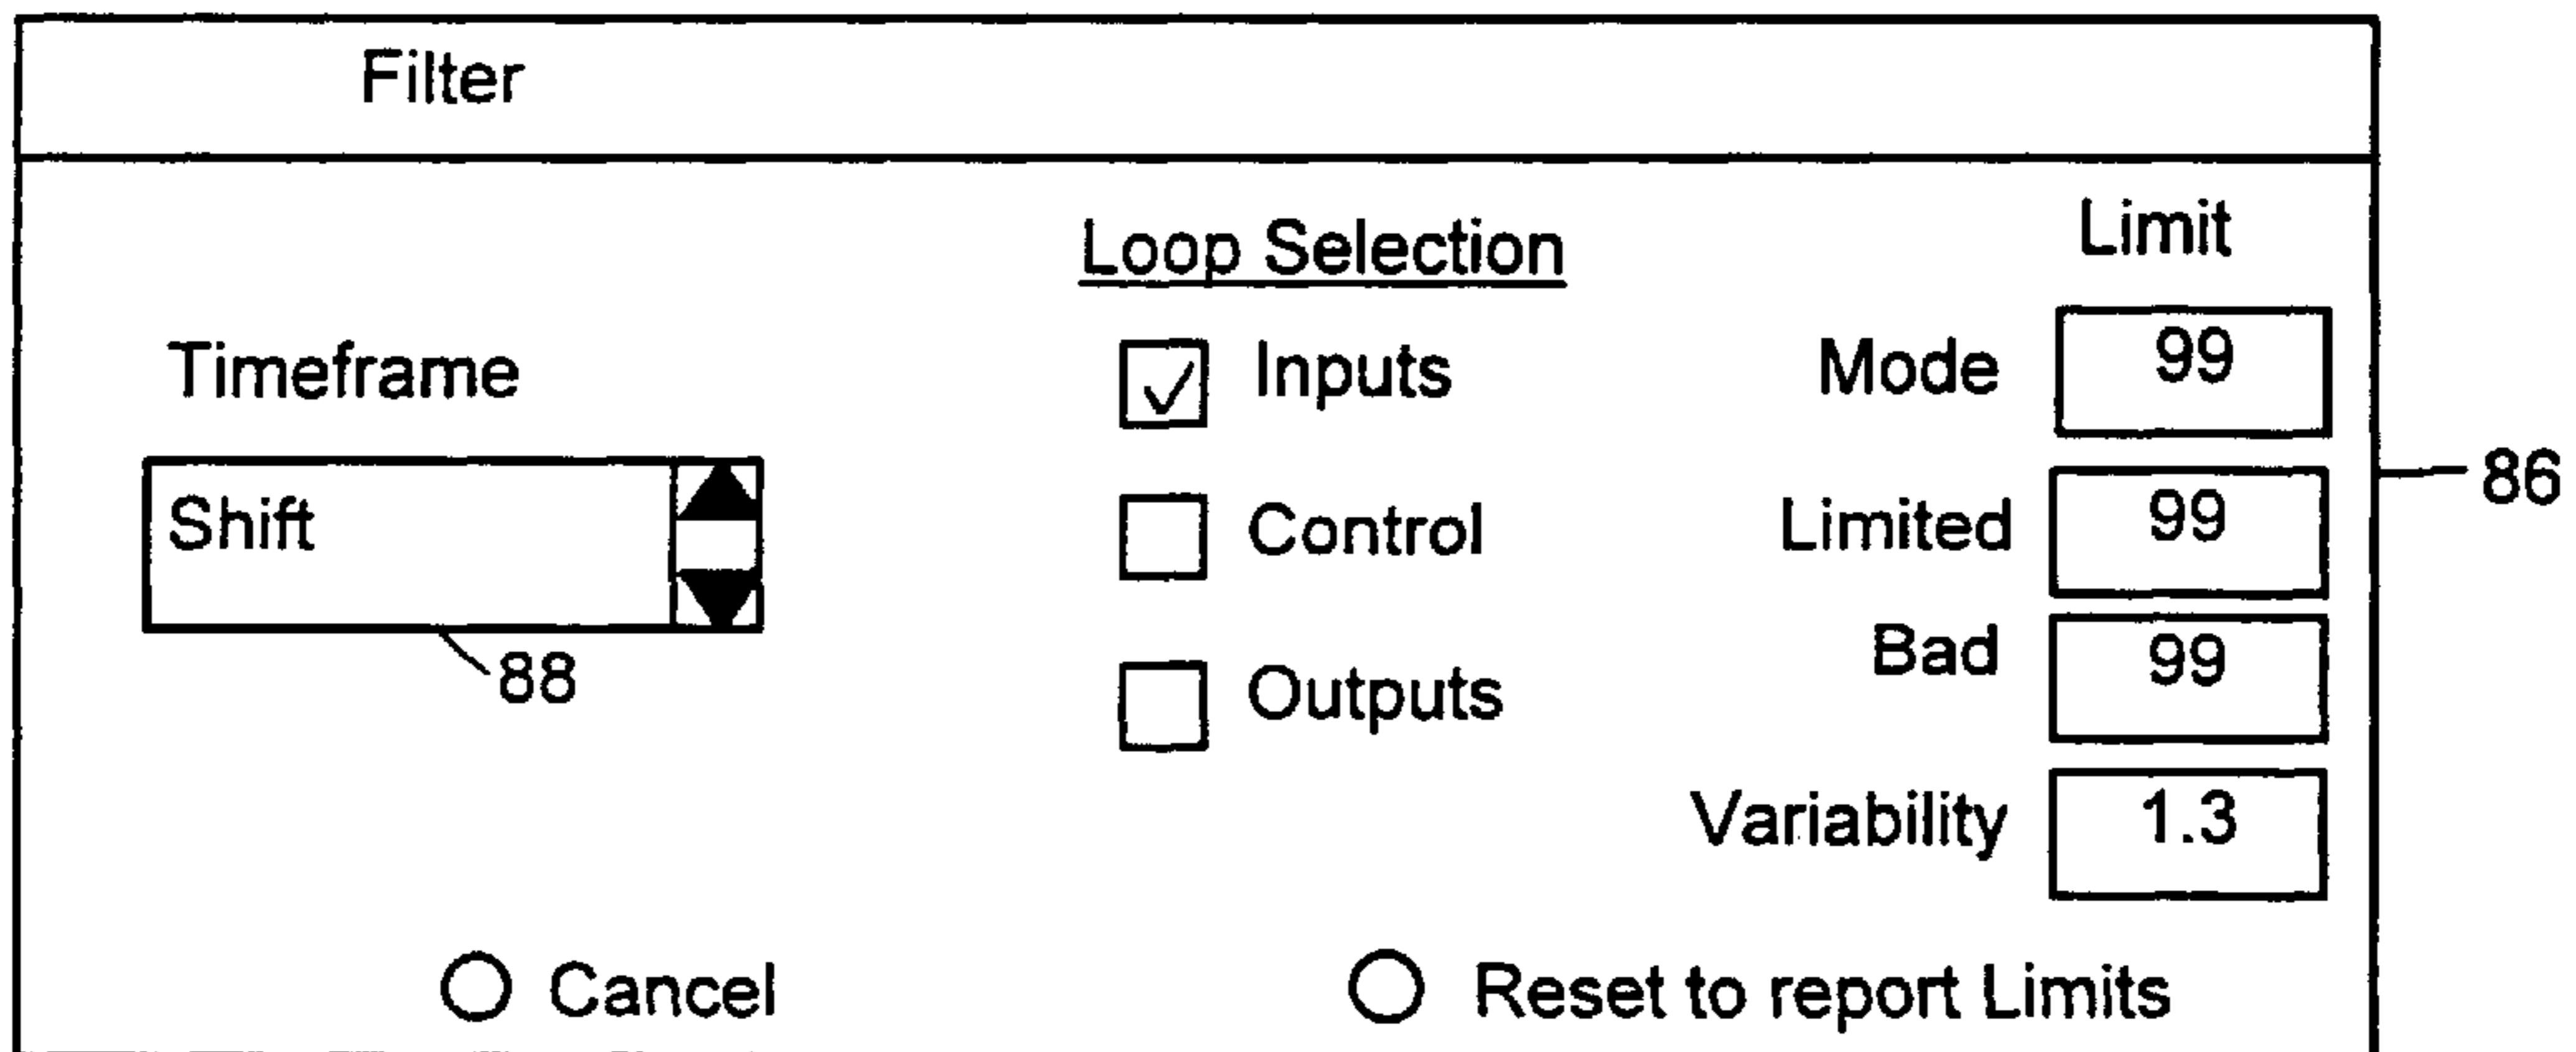 Filter
Timeframe
Shift
88
Loop Selection
Inputs
Control
Outputs
Limit
Mode 99
Limited 99
Bad 99
Variability 1.3
86
Cancel
Reset to report Limits